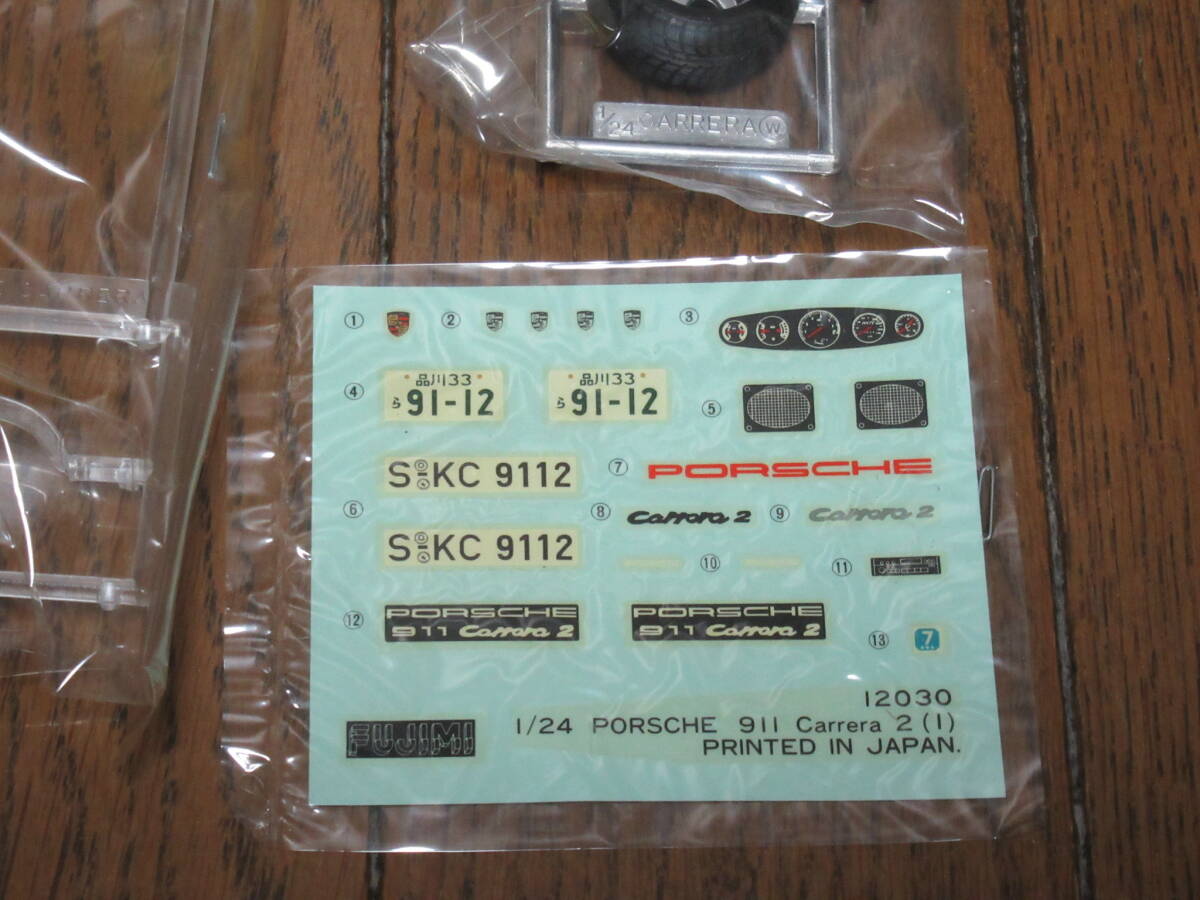 1/24 CARRERA W
CARRERA
① ② ③
④ 品川33
ら 91-12
品川33
91-12
⑤
S KC 9112
⑥
S KC 9112
⑦ PORSCHE
⑧ Carrera 2 ⑨ Carrera 2
⑩ ⑪
⑫ PORSCHE
911 Carrera 2
PORSCHE
911 Carrera 2
⑬ 7
FUJIMI
12030
1/24 PORSCHE 911 Carrera 2 (1)
PRINTED IN JAPAN.